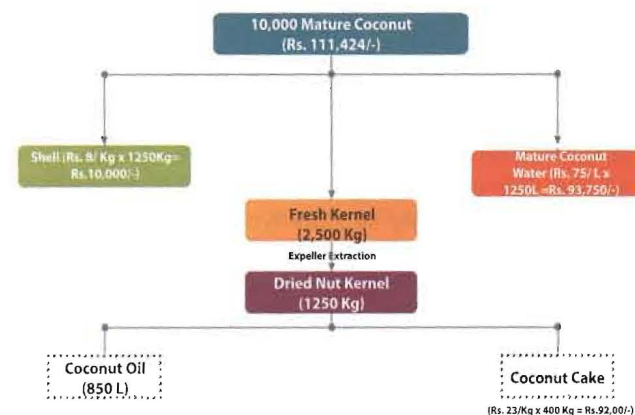 10,000 Mature Coconut
(Rs. 111,424/-)
Shell (Rs. 8/ Kg x 1250Kg=
Rs.10,000/-)
Mature Coconut
Water (Rs. 75/ L x
1250L =Rs. 93,750/-)
Fresh Kernel
(2,500 Kg)
Expeller Extraction
Dried Nut Kernel
(1250 Kg)
Coconut Oil
(850 L)
Coconut Cake
(Rs. 23/Kg x 400 Kg = Rs.92,00/-)